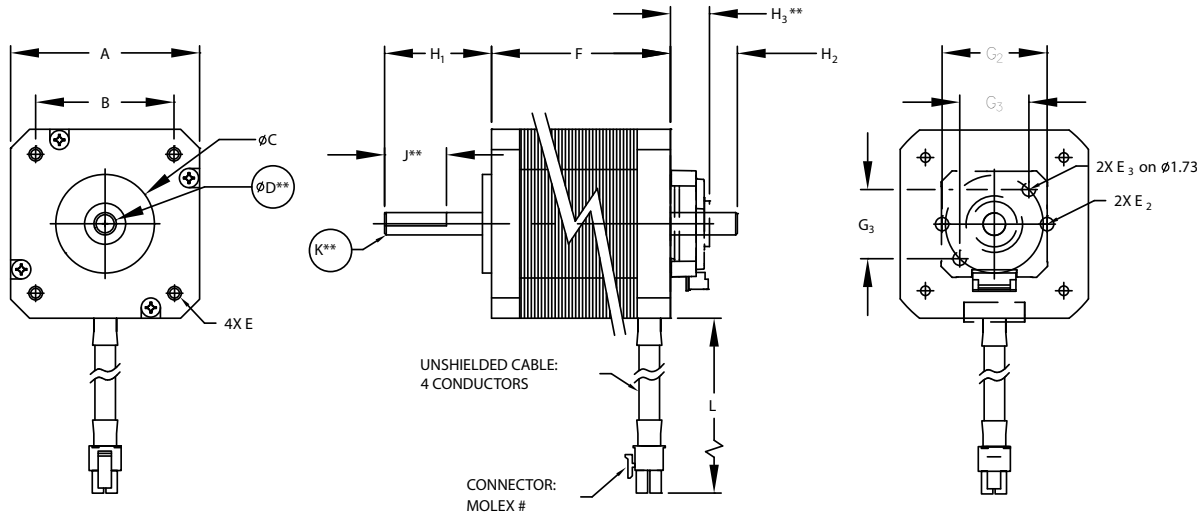 H₃**
A
H₁
F
H₂
G₂
B
G₃
øC
J**
2X E₃ on ø1.73
øD**
2X E₂
G₃
K**
4X E
UNSHIELDED CABLE:
4 CONDUCTORS
L
CONNECTOR:
MOLEX #